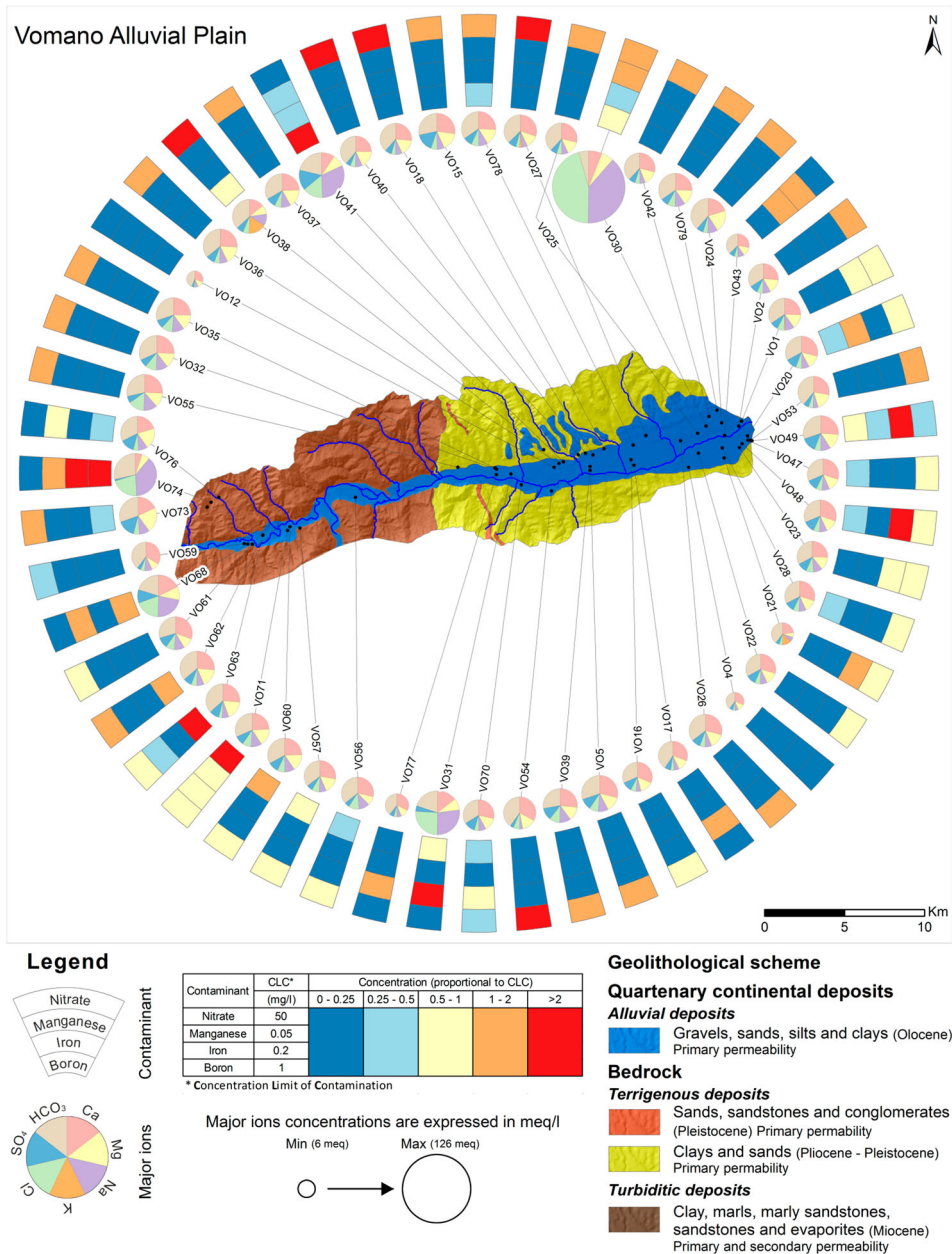 Vomano Alluvial Plain
N
VO41
VO40
VO18
VO15
VO78
VO27
VO25
VO30
VO42
VO79
VO24
VO43
VO2
VO1
VO20
VO53
VO49
VO47
VO48
VO23
VO28
VO21
VO22
VO4
VO26
VO17
VO16
VO5
VO39
VO54
VO70
VO31
VO77
VO56
VO57
VO60
VO71
VO63
VO62
VO61
VO68
VO59
VO73
VO74
VO76
VO55
VO32
VO35
VO12
VO36
VO38
VO37
Km
0 5 10
Legend
Nitrate
Manganese
Iron
Boron
Contaminant
HCO₃
Ca
Mg
Na
K
Cl
SO₄
Major ions
Contaminant CLC* (mg/l) Concentration (proportional to CLC)
0 - 0.25 0.25 - 0.5 0.5 - 1 1 - 2 >2
Nitrate 50
Manganese 0.05
Iron 0.2
Boron 1
* Concentration Limit of Contamination
Major ions concentrations are expressed in meq/l
Min (6 meq) Max (126 meq)
Geolithological scheme
Quartenary continental deposits
Alluvial deposits
Gravels, sands, silts and clays (Olocene)
Primary permeability
Bedrock
Terrigenous deposits
Sands, sandstones and conglomerates
(Pleistocene) Primary permability
Clays and sands (Pliocene - Pleistocene)
Primary permability
Turbiditic deposits
Clay, marls, marly sandstones,
sandstones and evaporites (Miocene)
Primary and secondary permeability